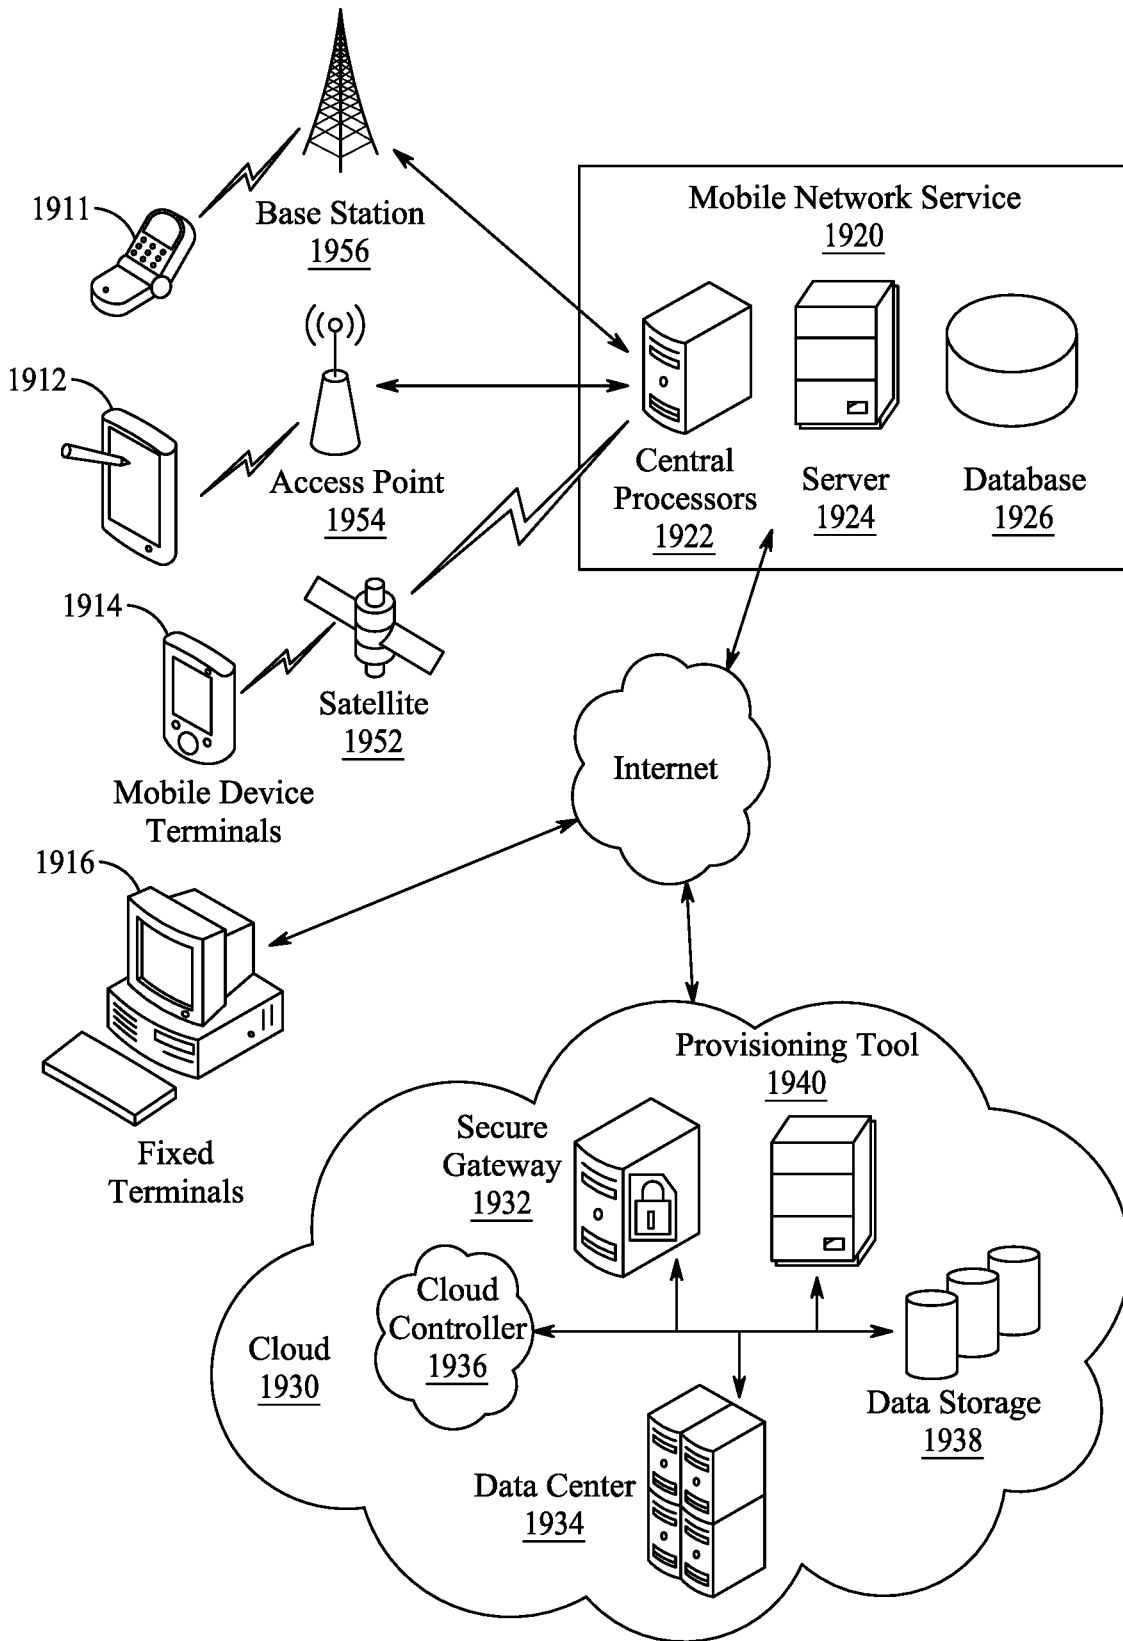 1911
Base Station
1956
Mobile Network Service
1920
1912
Access Point
1954
Central
Processors
1922
Server
1924
Database
1926
1914
Satellite
1952
Mobile Device
Terminals
Internet
1916
Fixed
Terminals
Provisioning Tool
1940
Secure
Gateway
1932
Cloud
Controller
1936
Cloud
1930
Data Storage
1938
Data Center
1934